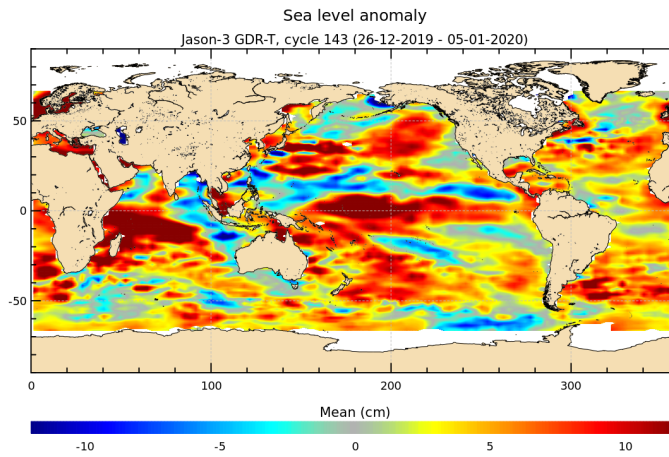 Sea level anomaly
Jason-3 GDR-T, cycle 143 (26-12-2019 - 05-01-2020)
50
0
-50
0 100 200 300
Mean (cm)
-10 -5 0 5 10